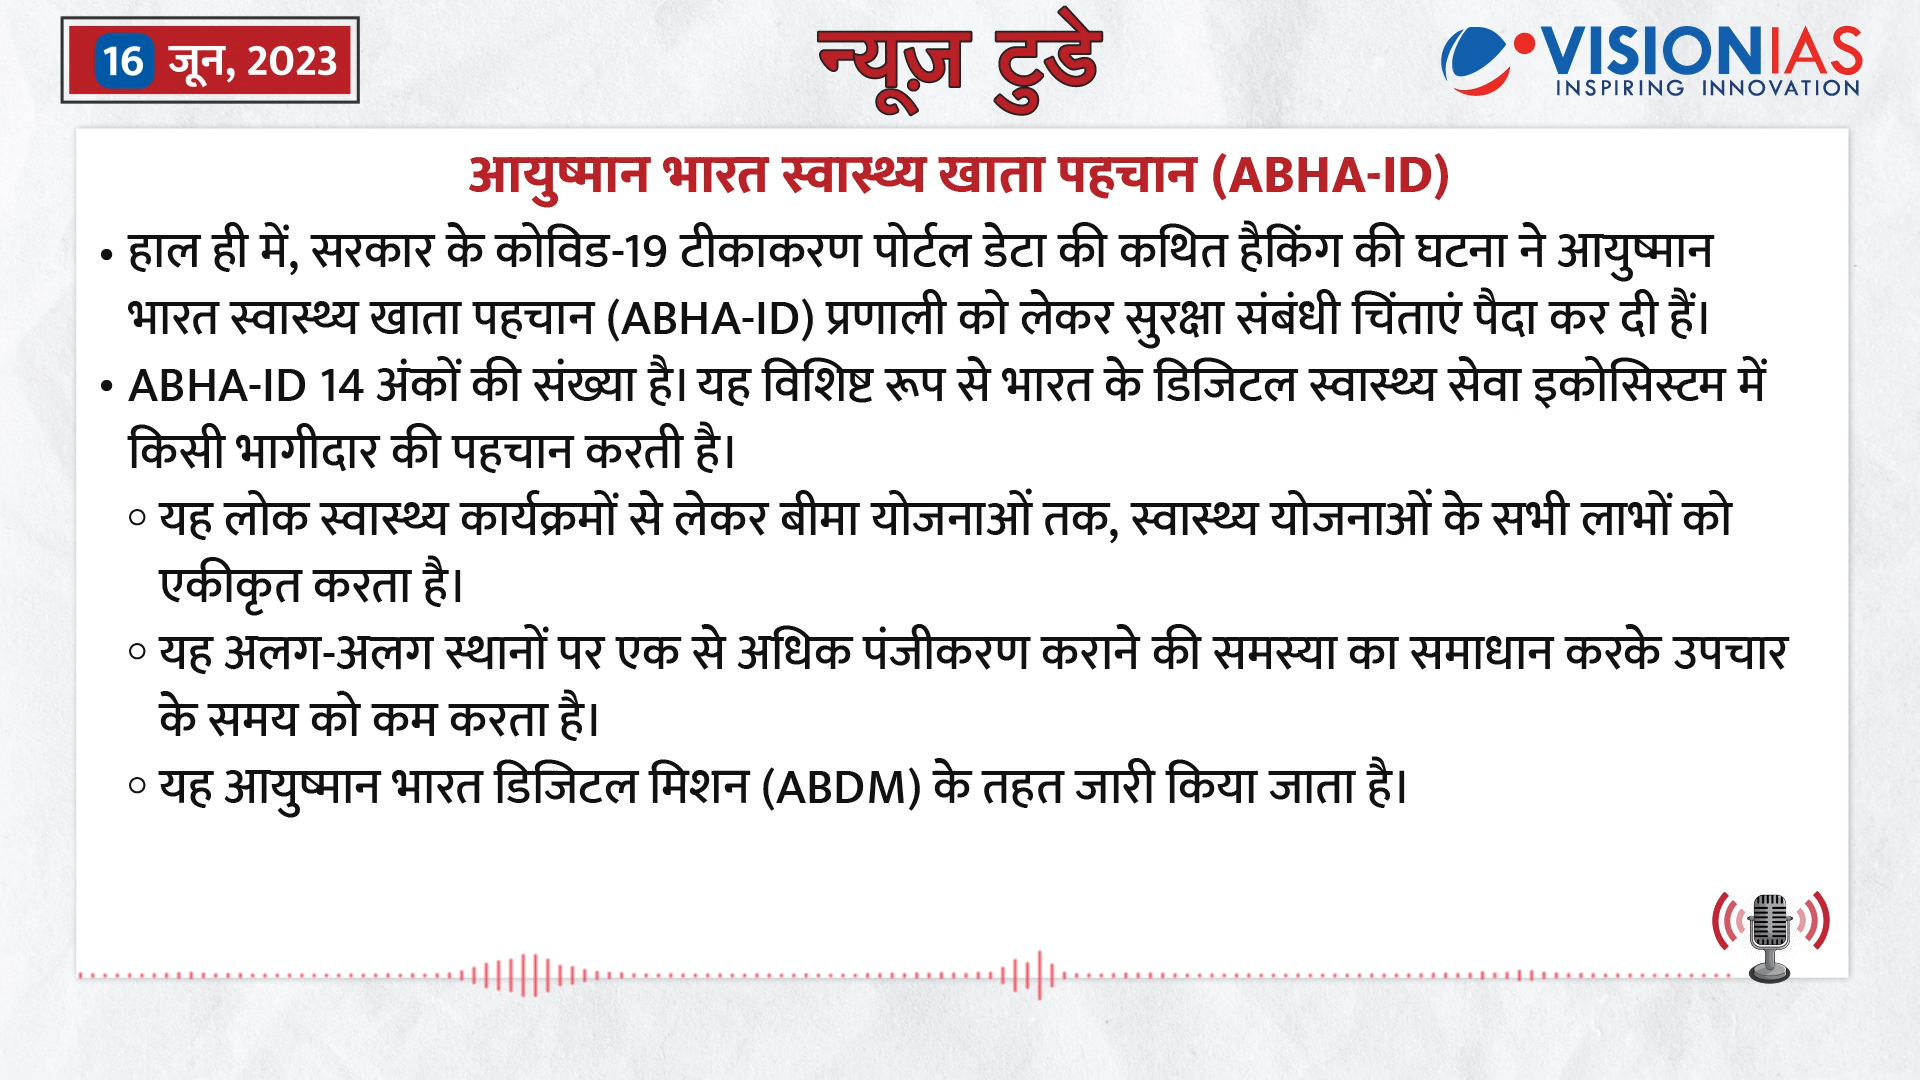 16 जून, 2023
न्यूज़ टुडे
VISIONIAS
INSPIRING INNOVATION
आयुष्मान भारत स्वास्थ्य खाता पहचान (ABHA-ID)
• हाल ही में, सरकार के कोविड-19 टीकाकरण पोर्टल डेटा की कथित हैकिंग की घटना ने आयुष्मान
भारत स्वास्थ्य खाता पहचान (ABHA-ID) प्रणाली को लेकर सुरक्षा संबंधी चिंताएं पैदा कर दी हैं।
• ABHA-ID 14 अंकों की संख्या है। यह विशिष्ट रूप से भारत के डिजिटल स्वास्थ्य सेवा इकोसिस्टम में
किसी भागीदार की पहचान करती है।
○ यह लोक स्वास्थ्य कार्यक्रमों से लेकर बीमा योजनाओं तक, स्वास्थ्य योजनाओं के सभी लाभों को
एकीकृत करता है।
○ यह अलग-अलग स्थानों पर एक से अधिक पंजीकरण कराने की समस्या का समाधान करके उपचार
के समय को कम करता है।
○ यह आयुष्मान भारत डिजिटल मिशन (ABDM) के तहत जारी किया जाता है।